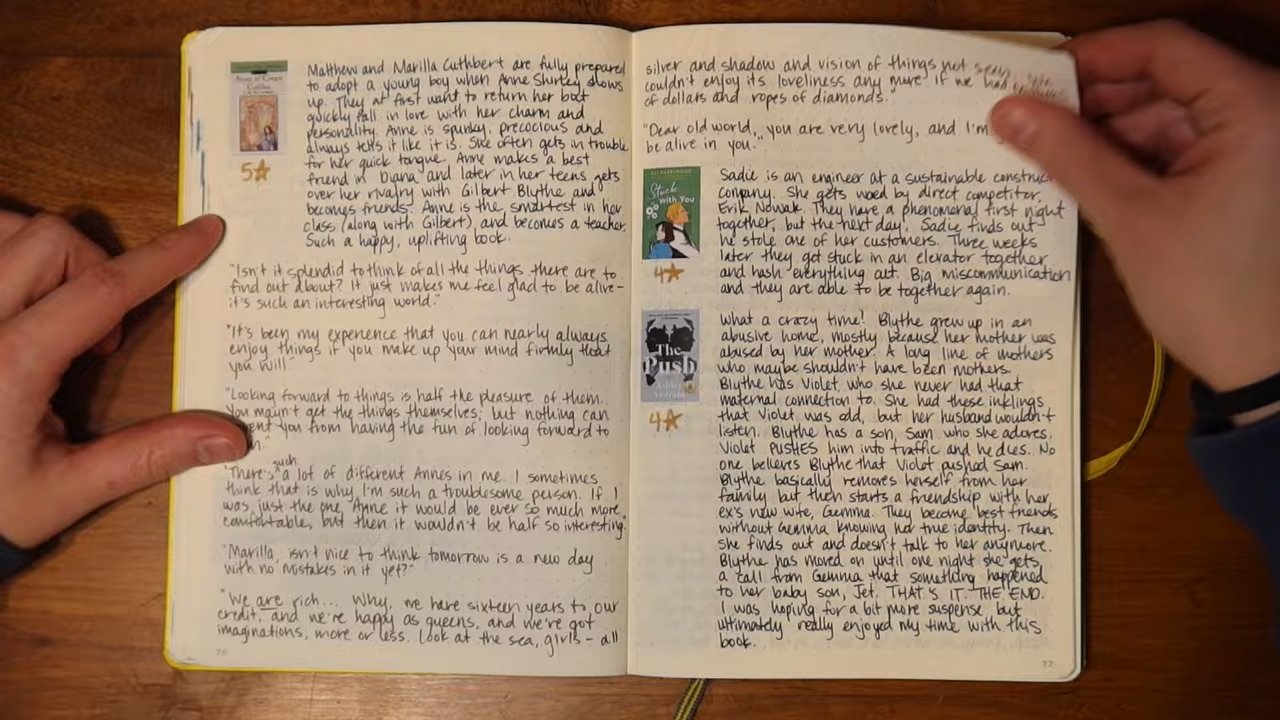 Anne of Green Gables
5☆
Matthew and Marilla Cuthbert are fully prepared
to adopt a young boy when Anne Shirley shows
up. They at first want to return her but
quickly fall in love with her charm and
personality. Anne is spunky, precocious and
always tells it like it is. She often gets in trouble
for her quick tongue. Anne makes a best
friend in Diana and later in her teens gets
over her rivalry with Gilbert Blythe and
becomes friends. Anne is the smartest in her
class (along with Gilbert) and becomes a teacher.
Such a happy, uplifting book.
"Isn't it splendid to think of all the things there are to
find out about? It just makes me feel glad to be alive-
it's such an interesting world."
"It's been my experience that you can nearly always
enjoy things if you make up your mind firmly that
you will"
"Looking forward to things is half the pleasure of them.
You mayn't get the things themselves; but nothing can
you from having the fun of looking forward to
"There's such a lot of different Annes in me. I sometimes
think that is why I'm such a troublesome person. If I
was just the one Anne it would be ever so much more
comfortable, but then it wouldn't be half so interesting."
"Marilla, isn't nice to think tomorrow is a new day
with no mistakes in it yet?"
"We are rich... Why, we have sixteen years to our
credit, and we're happy as queens, and we've got
imaginations, more or less. Look at the sea, girls - all
76
silver and shadow and vision of things not seen. We
couldn't enjoy its loveliness any more if we had
of dollars and ropes of diamonds."
"Dear old world, you are very lovely, and I'm
be alive in you."
ALI HAZELWOOD
Stuck with You
4☆
Sadie is an engineer at a sustainable
company. She gets woed by direct competitor,
Erik Nowak. They have a phenomenal first night
together, but the next day, Sadie finds out
he stole one of her customers. Three weeks
later they get stuck in an elevator together
and hash everything out. Big miscommunication
and they are able to be together again.
The Push
Ashley Audrain
4☆
What a crazy time! Blythe grew up in an
abusive home, mostly because her mother was
abused by her mother. A long line of mothers
who maybe shouldn't have been mothers.
Blythe has Violet, who she never had that
maternal connection to. She had these inklings
that Violet was odd, but her husband wouldn't
listen. Blythe has a son, Sam, who she adores.
Violet PUSHES him into traffic and he dies. No
one believes Blythe that Violet pushed Sam.
Blythe basically removes herself from her
family but then starts a friendship with her
ex's new wife, Gemma. They become best friends
without Gemma knowing her true identity. Then
she finds out and doesn't talk to her anymore.
Blythe has moved on until one night she gets
a call from Gemma that something happened
to her baby son, Jet. THAT'S IT. THE END.
I was hoping for a bit more suspense, but
ultimately really enjoyed my time with this
book.
77